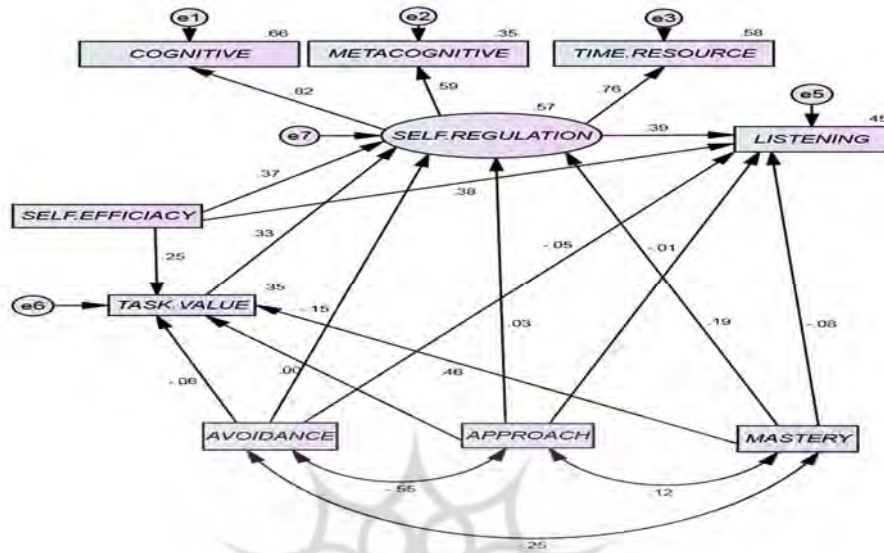 e1
e2
e3
.66
.35
.58
COGNITIVE
METACOGNITIVE
TIME.RESOURCE
.82
.59
.76
.57
e5
e7
SELF.REGULATION
.39
.45
LISTENING
.37
.38
SELF.EFFICIACY
.25
.33
-.05
-.01
.35
e6
TASK.VALUE
-.15
.03
.19
-.08
-.06
.00
.46
AVOIDANCE
APPROACH
MASTERY
-.55
.12
-.25